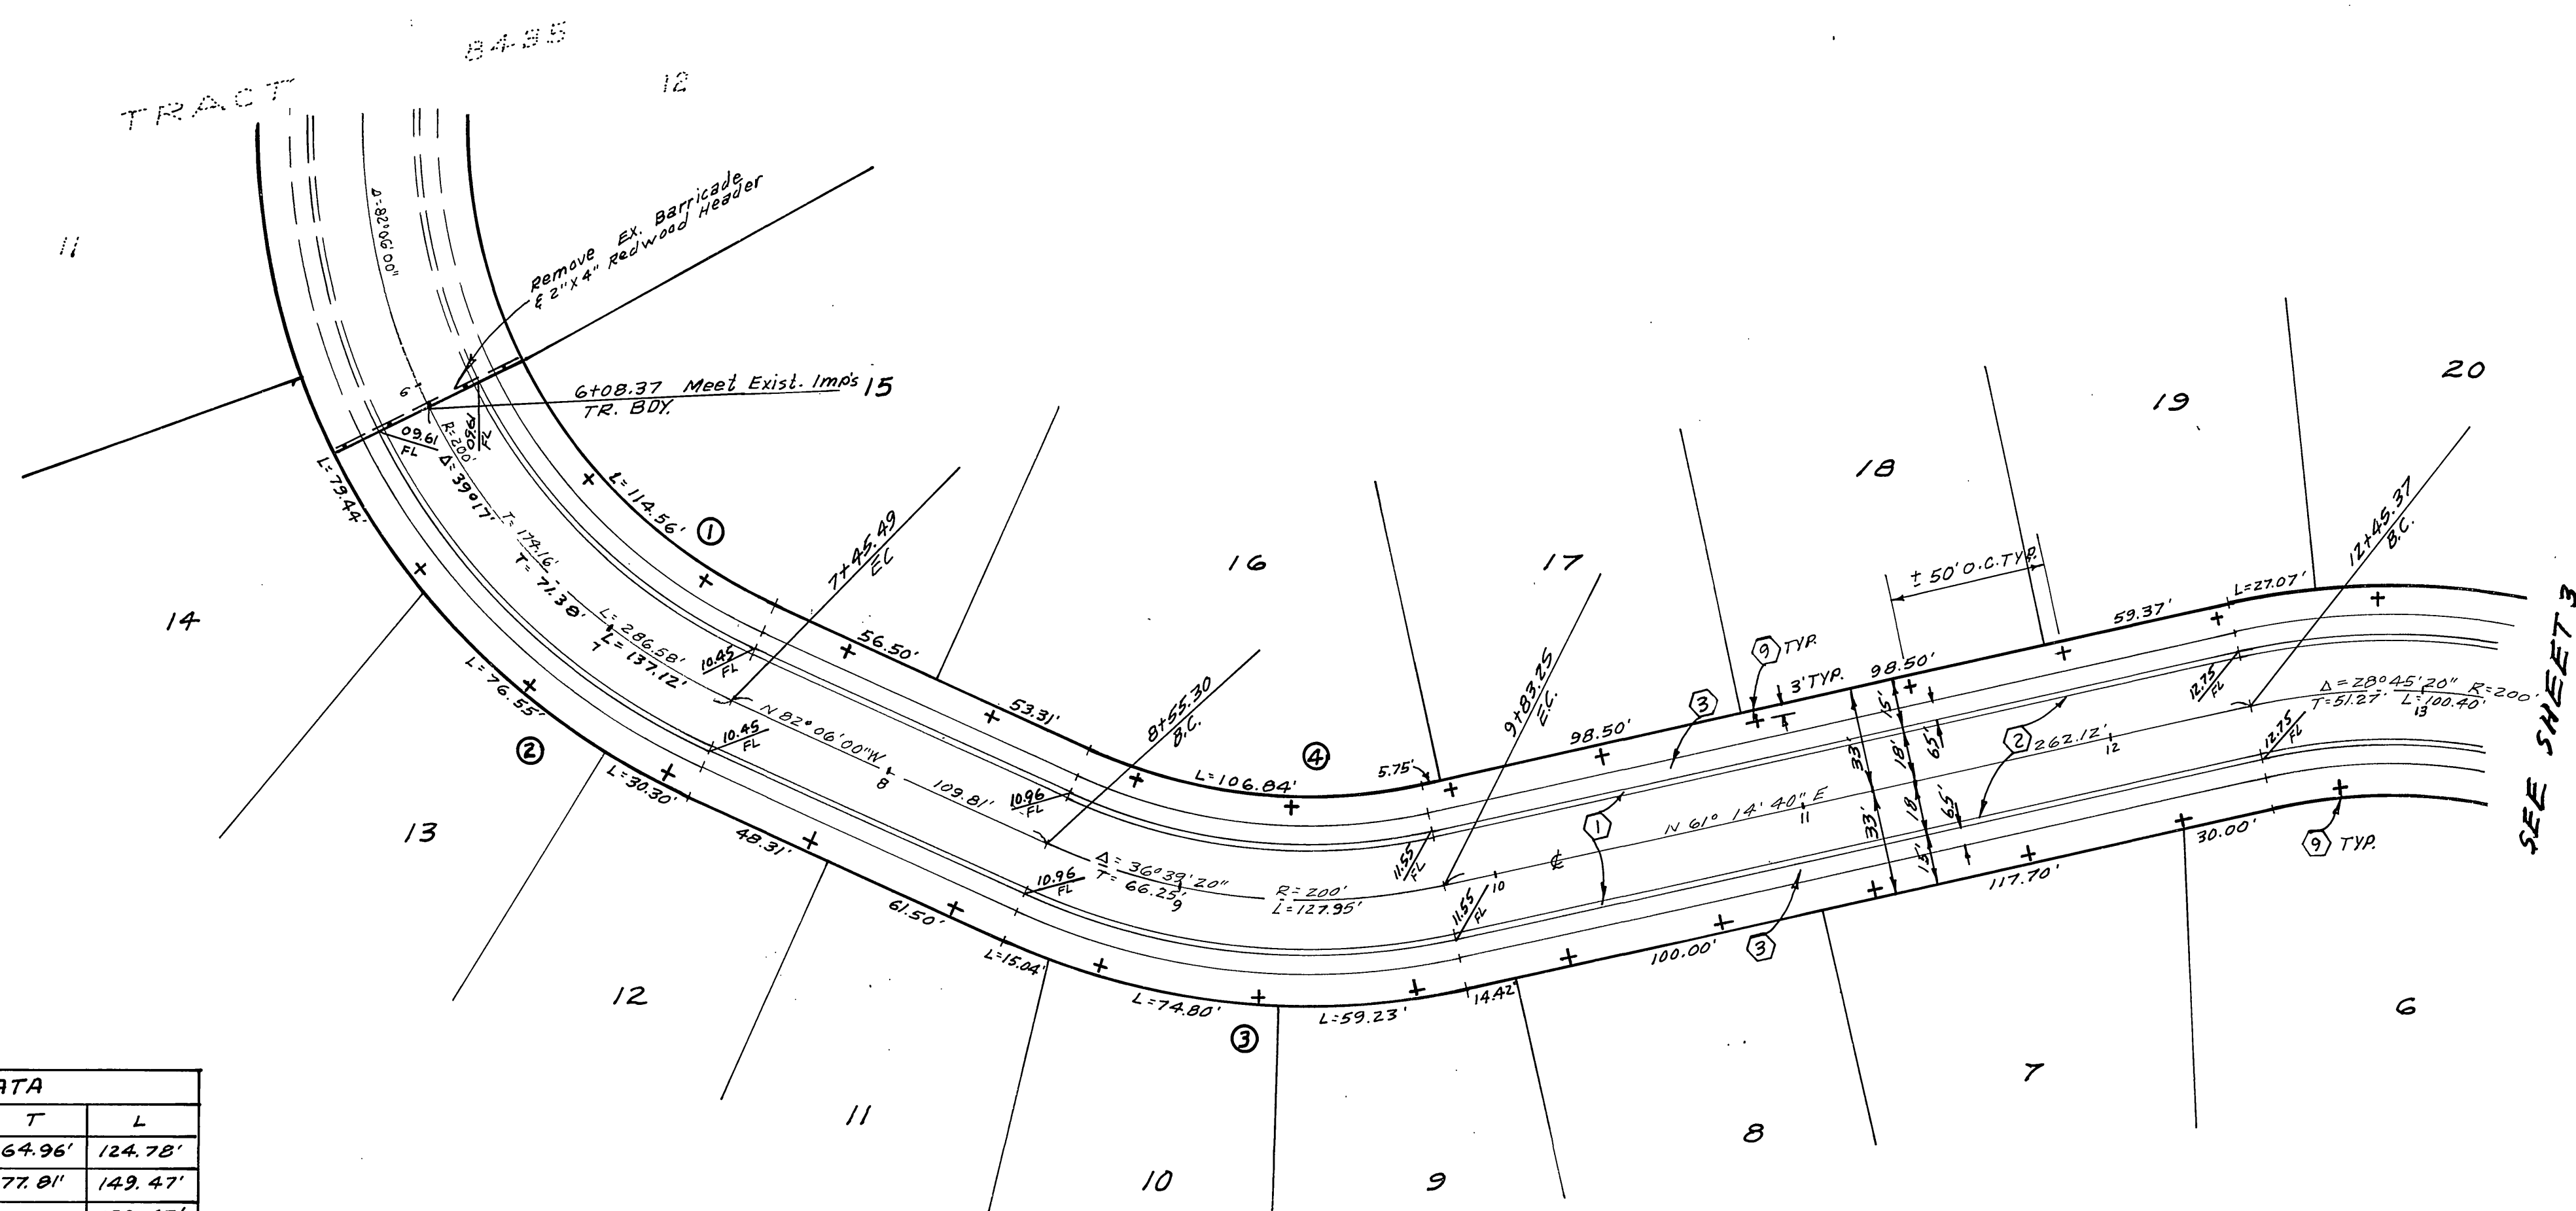 8435
TRACT
12
11
Δ=82°06'00"
Remove EX. Barricade
& 2"X4" Redwood Header
6
6+08.37 Meet Exist. Imp's
TR. BDY.
15
09.61
FL
09.61
FL
R=200'
Δ=39°17'
L=79.44'
L=114.56'
1
T=174.16'
T=71.38'
L=286.58'
L=137.12'
7+45.49
E.C
10.45
FL
56.50'
14
L=76.55'
2
10.45
FL
N 82° 06'00"W
8
109.81'
53.31'
16
8+55.30
B.C.
10.96
FL
L=30.30'
13
48.31'
61.50'
10.96
FL
Δ=36°39'20"
T=66.25'
9
R=200'
L=127.95'
L=106.84'
4
5.75'
17
9+83.25
E.C.
11.55
FL
11.55
FL
10
98.50'
3
9 TYP.
3' TYP.
98.50'
18
± 50' O.C. TYP.
19
59.37'
L=27.07'
20
12+45.37
B.C.
12.75
FL
12.75
FL
Δ=28°45'20" R=200'
T=51.27' L=100.40'
13
SEE SHEET 3
15'
18'
.65'
33'
2
262.12'
12
1
N 61° 14' 40" E
11
℄
33'
18'
.65'
15'
30.00'
9 TYP.
117.70'
3
100.00'
14.42'
L=59.23'
3
L=74.80'
L=15.04'
12
11
10
9
8
7
6
ATA
T L
64.96' 124.78'
77.81' 149.47'